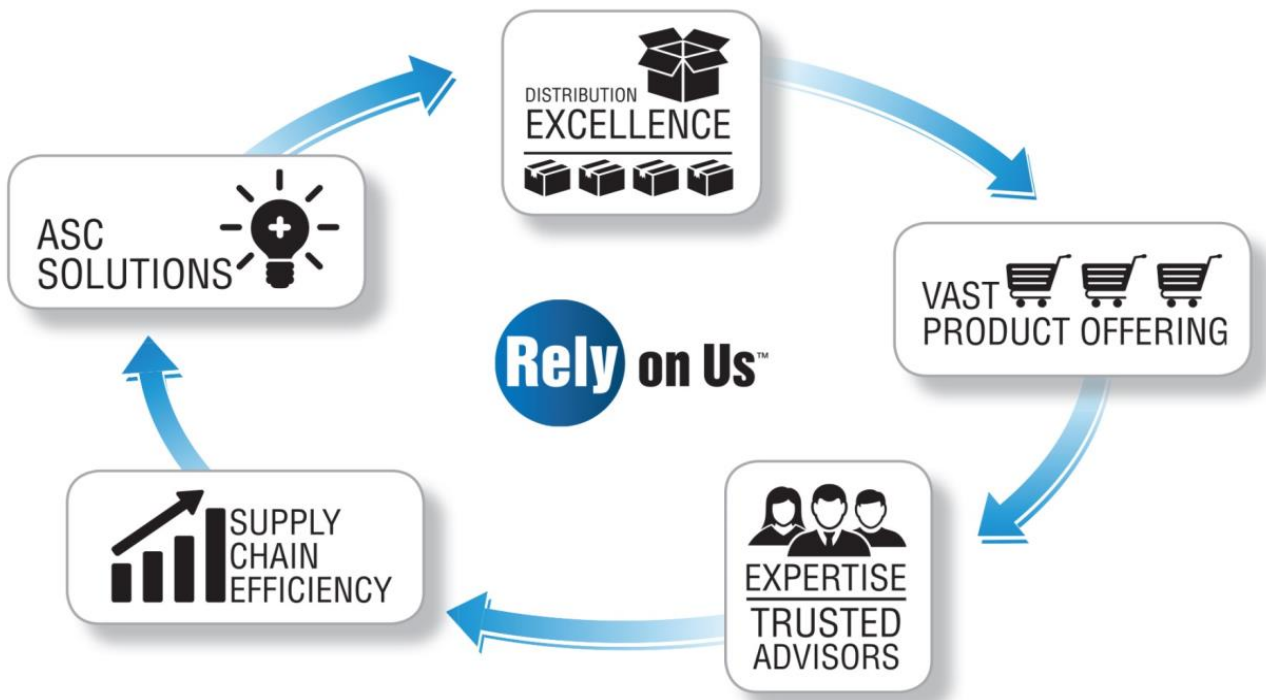 DISTRIBUTION
EXCELLENCE
ASC
SOLUTIONS
VAST
PRODUCT OFFERING
Rely on Us™
SUPPLY
CHAIN
EFFICIENCY
EXPERTISE
TRUSTED
ADVISORS